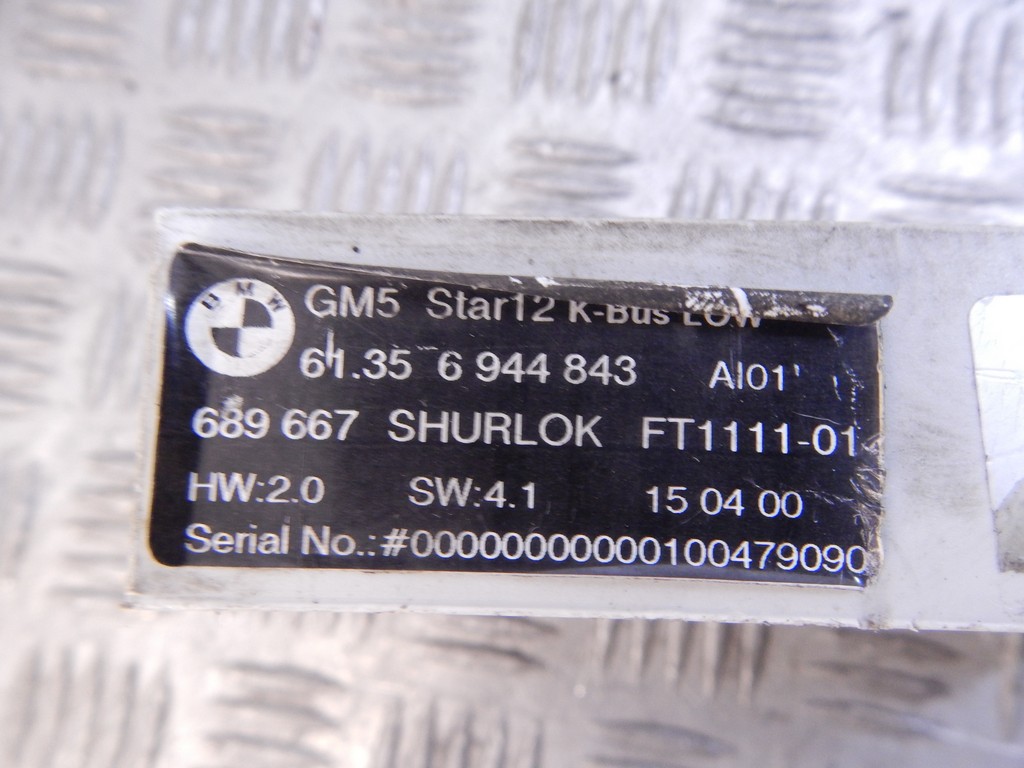 BMW
GM5 Star12 K-Bus LOW
61.35 6 944 843 AI01'
689 667 SHURLOK FT1111-01
HW:2.0 SW:4.1 15 04 00
Serial No.: #00000000000100479090